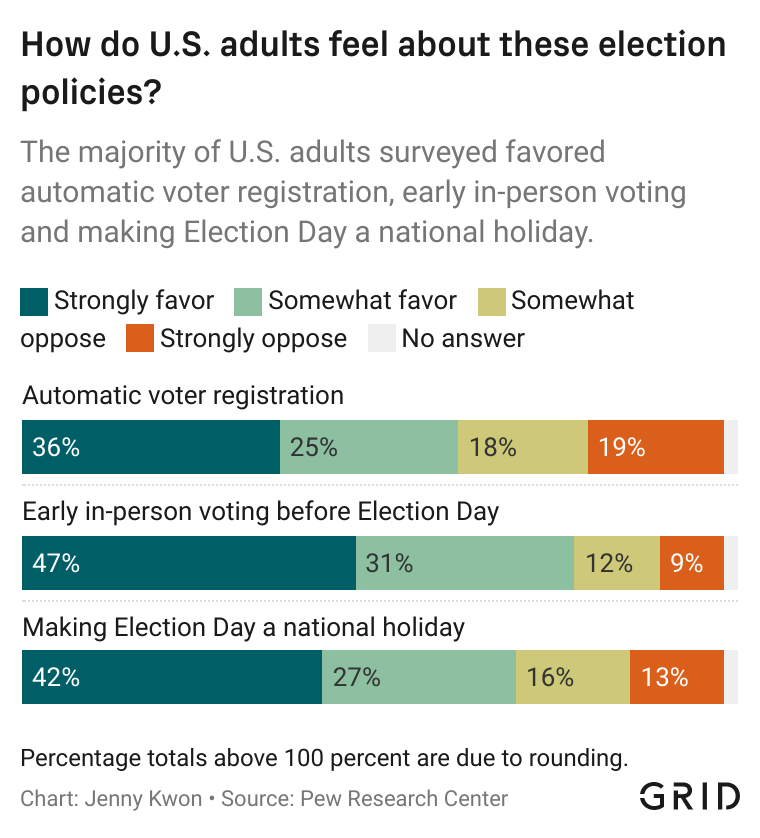 How do U.S. adults feel about these election
policies?
The majority of U.S. adults surveyed favored
automatic voter registration, early in-person voting
and making Election Day a national holiday.
Strongly favor Somewhat favor Somewhat
oppose Strongly oppose No answer
Automatic voter registration
36% 25% 18% 19%
Early in-person voting before Election Day
47% 31% 12% 9%
Making Election Day a national holiday
42% 27% 16% 13%
Percentage totals above 100 percent are due to rounding.
Chart: Jenny Kwon • Source: Pew Research Center
GRID